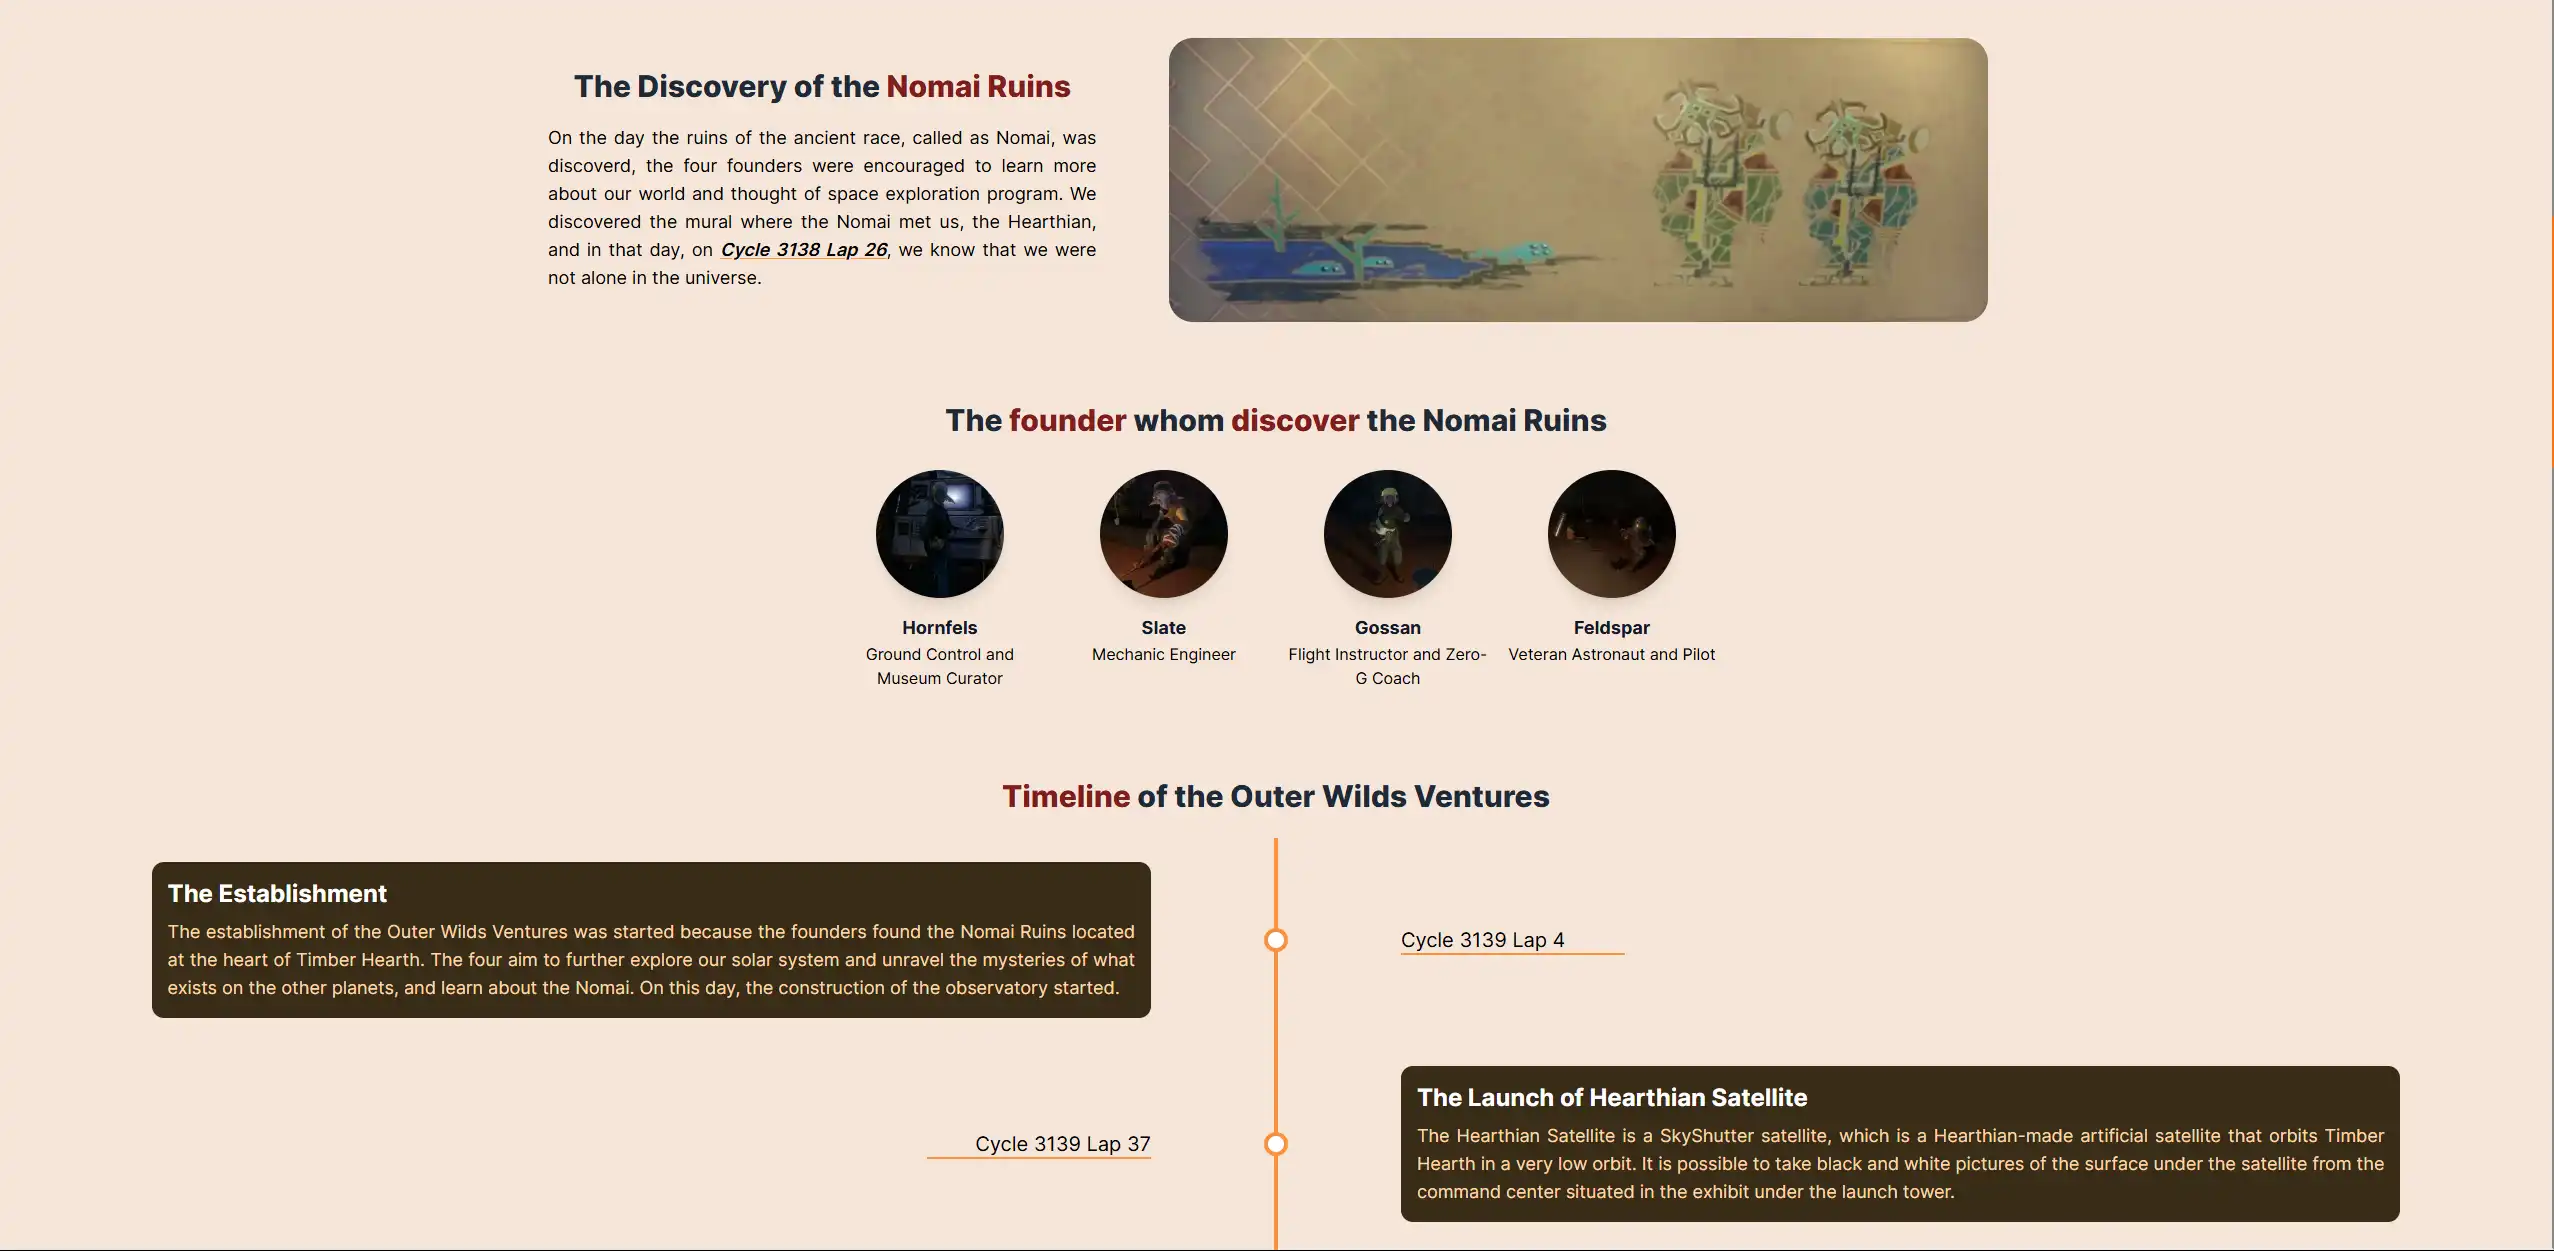 The Discovery of the Nomai Ruins
On the day the ruins of the ancient race, called as Nomai, was
discoverd, the four founders were encouraged to learn more
about our world and thought of space exploration program. We
discovered the mural where the Nomai met us, the Hearthian,
and in that day, on Cycle 3138 Lap 26, we know that we were
not alone in the universe.
The founder whom discover the Nomai Ruins
Hornfels
Ground Control and
Museum Curator
Slate
Mechanic Engineer
Gossan
Flight Instructor and Zero-
G Coach
Feldspar
Veteran Astronaut and Pilot
Timeline of the Outer Wilds Ventures
The Establishment
The establishment of the Outer Wilds Ventures was started because the founders found the Nomai Ruins located
at the heart of Timber Hearth. The four aim to further explore our solar system and unravel the mysteries of what
exists on the other planets, and learn about the Nomai. On this day, the construction of the observatory started.
Cycle 3139 Lap 4
Cycle 3139 Lap 37
The Launch of Hearthian Satellite
The Hearthian Satellite is a SkyShutter satellite, which is a Hearthian-made artificial satellite that orbits Timber
Hearth in a very low orbit. It is possible to take black and white pictures of the surface under the satellite from the
command center situated in the exhibit under the launch tower.